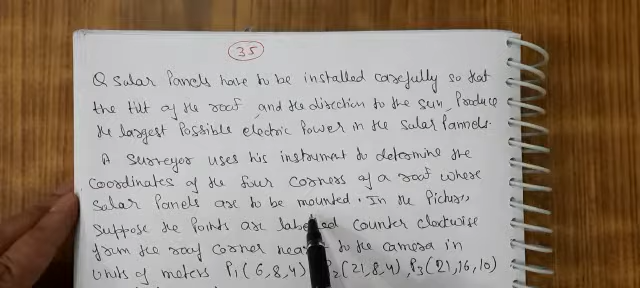 35
Q Solar Panels have to be installed carefully so that
the tilt of the roof, and the direction to the sun, Produce
the largest Possible electric Power in the Solar Pannels.
A surveyor uses his instrument to determine the
coordinates of the four corners of a roof where
Solar Panels are to be mounted. In the Picture,
suppose the Points are labeled counter clockwise
from the roof corner near to the camera in
units of meters P1 (6,8,4) P2 (21,8,4), P3 (21,16,10)